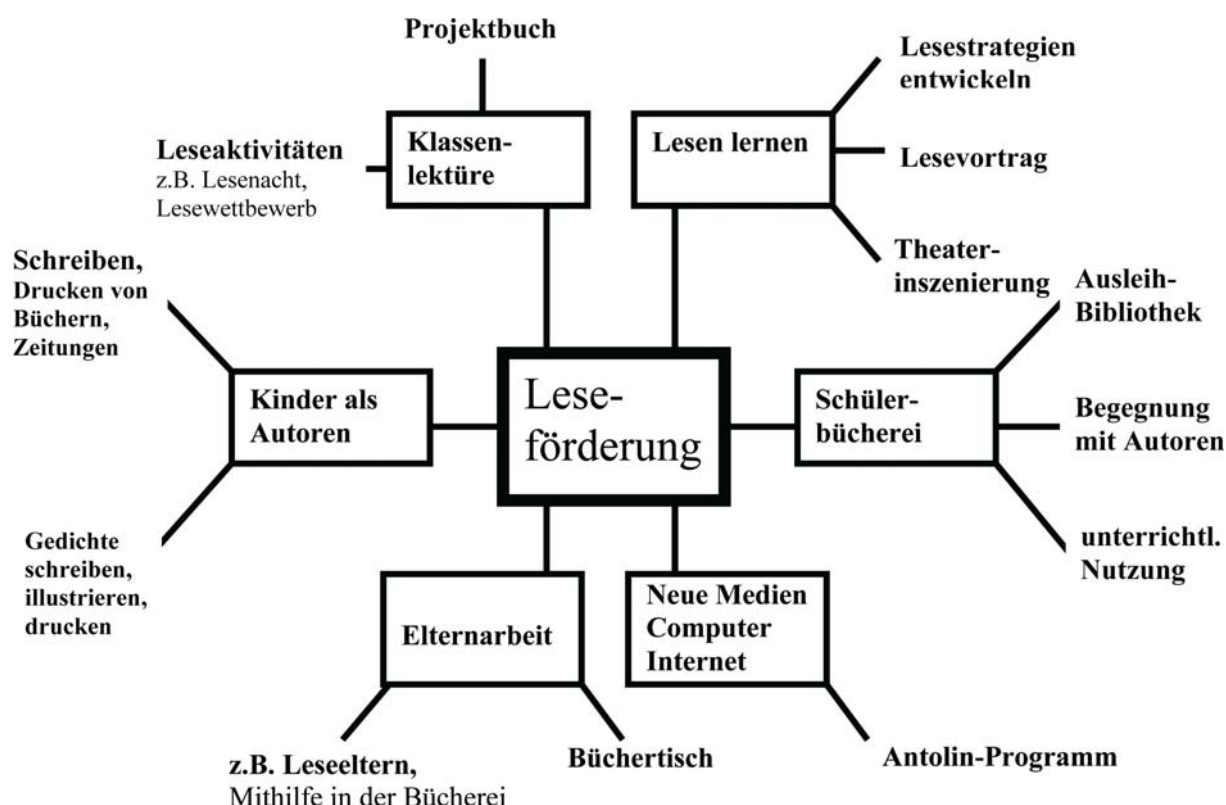 Projektbuch
Klassen-
lektüre
Leseaktivitäten
z.B. Lesenacht,
Lesewettbewerb
Lesen lernen
Lesestrategien
entwickeln
Lesevortrag
Theater-
inszenierung
Schreiben,
Drucken von
Büchern,
Zeitungen
Kinder als
Autoren
Gedichte
schreiben,
illustrieren,
drucken
Lese-
förderung
Schüler-
bücherei
Ausleih-
Bibliothek
Begegnung
mit Autoren
unterrichtl.
Nutzung
Elternarbeit
z.B. Leseeltern,
Mithilfe in der Bücherei
Büchertisch
Neue Medien
Computer
Internet
Antolin-Programm